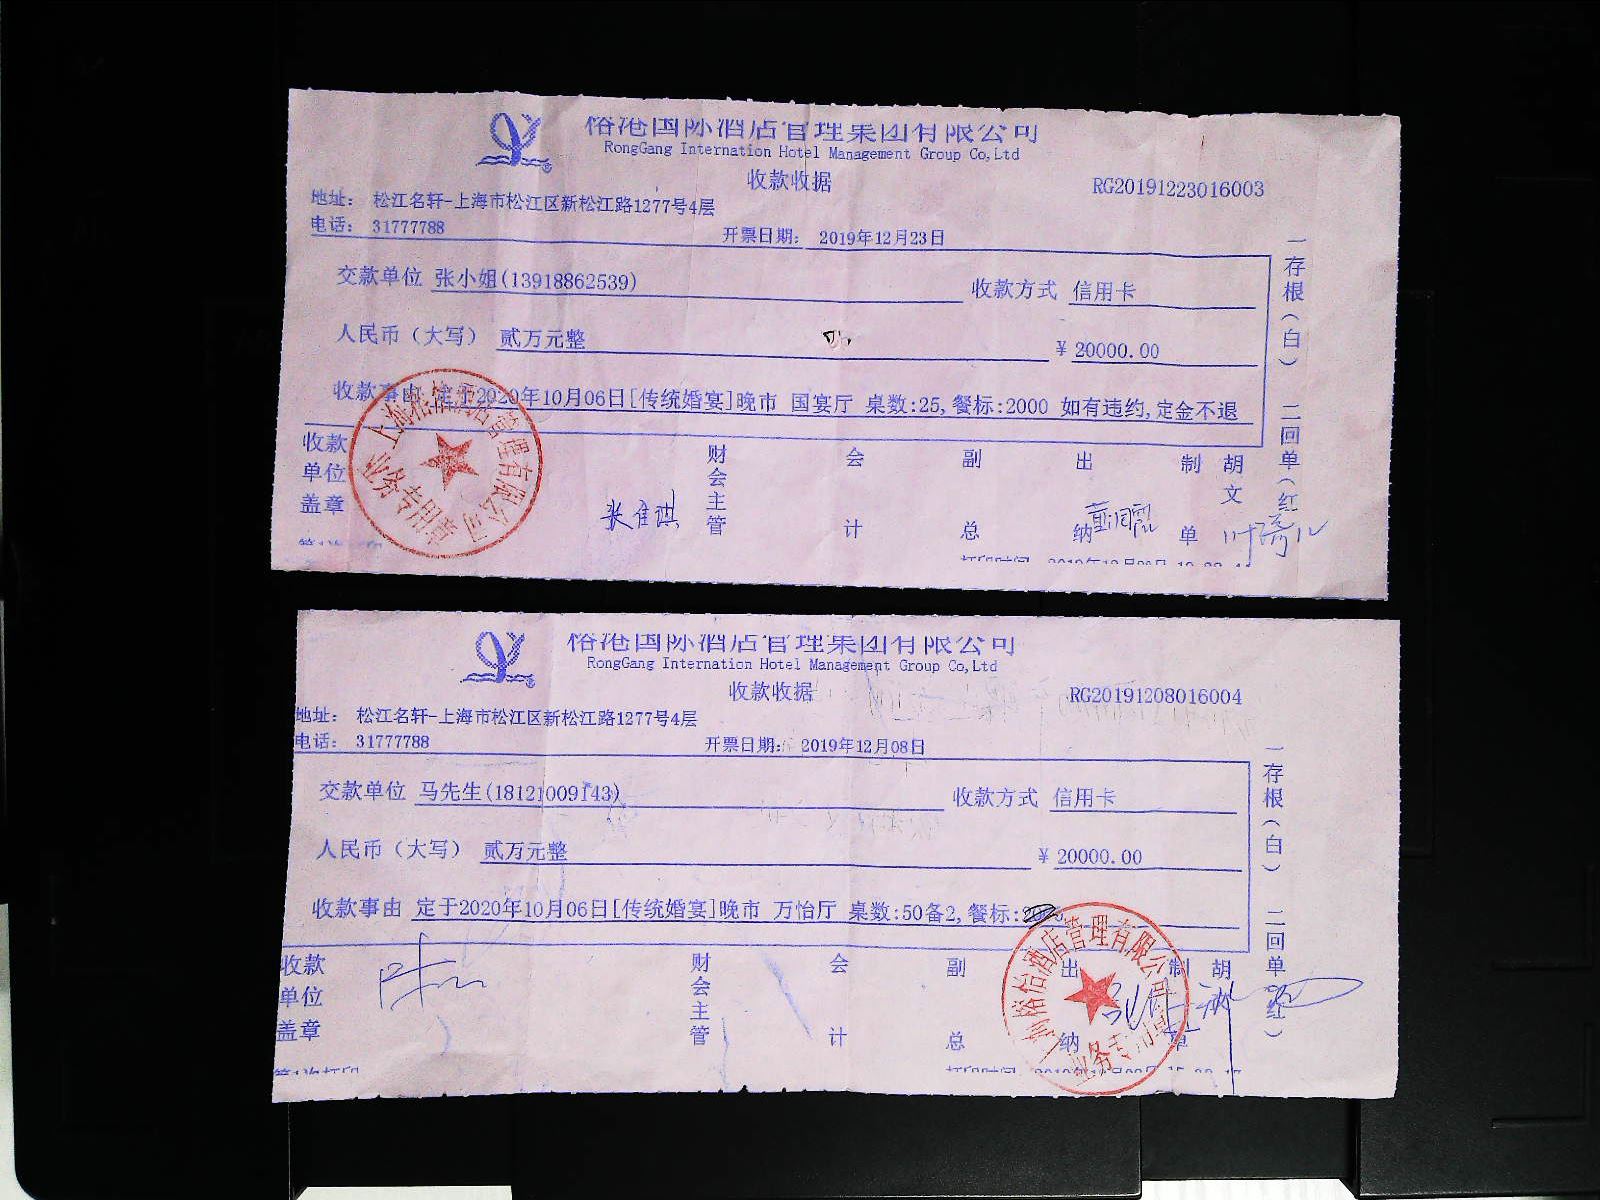 裕港国际酒店管理集团有限公司
RongGang Internation Hotel Management Group Co,Ltd
收款收据
RG20191223016003
地址： 松江名轩-上海市松江区新松江路1277号4层
电话： 31777788
开票日期： 2019年12月23日
交款单位 张小姐(13918862539)
收款方式 信用卡
人民币（大写） 贰万元整
¥ 20000.00
收款事由 定于2020年10月06日[传统婚宴]晚市 国宴厅 桌数:25,餐标:2000 如有违约,定金不退
收款单位盖章
财会主管
会计
副总
出纳
制单
胡文
一存根（白） 二回单（红
业务专用章
裕港国际酒店管理集团有限公司
RongGang Internation Hotel Management Group Co,Ltd
收款收据
RG20191208016004
地址： 松江名轩-上海市松江区新松江路1277号4层
电话： 31777788
开票日期： 2019年12月08日
交款单位 马先生(18121009143)
收款方式 信用卡
人民币（大写） 贰万元整
¥ 20000.00
收款事由 定于2020年10月06日[传统婚宴]晚市 万怡厅 桌数:50备2,餐标:
收款单位盖章
财会主管
会计
副总
出纳
制单
胡
一存根（白） 二回单（红）